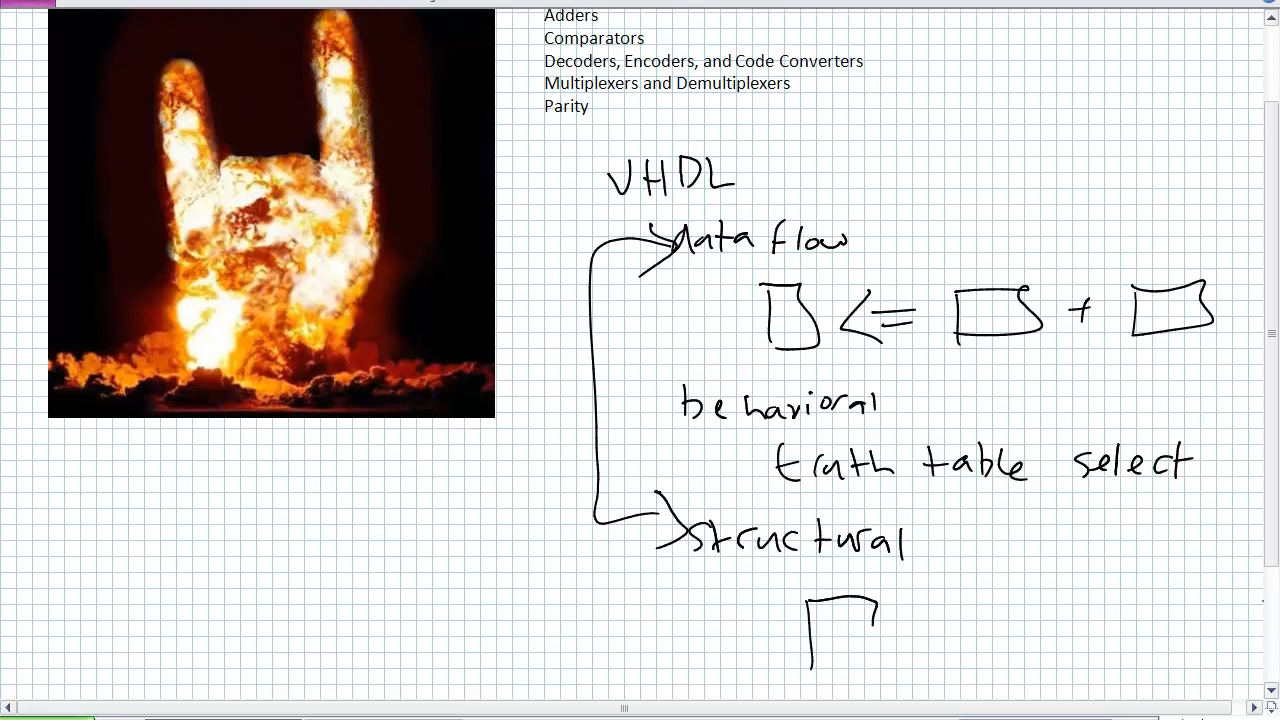 Adders
Comparators
Decoders, Encoders, and Code Converters
Multiplexers and Demultiplexers
Parity
VHDL
data flow
<= +
behavioral
truth table select
structural